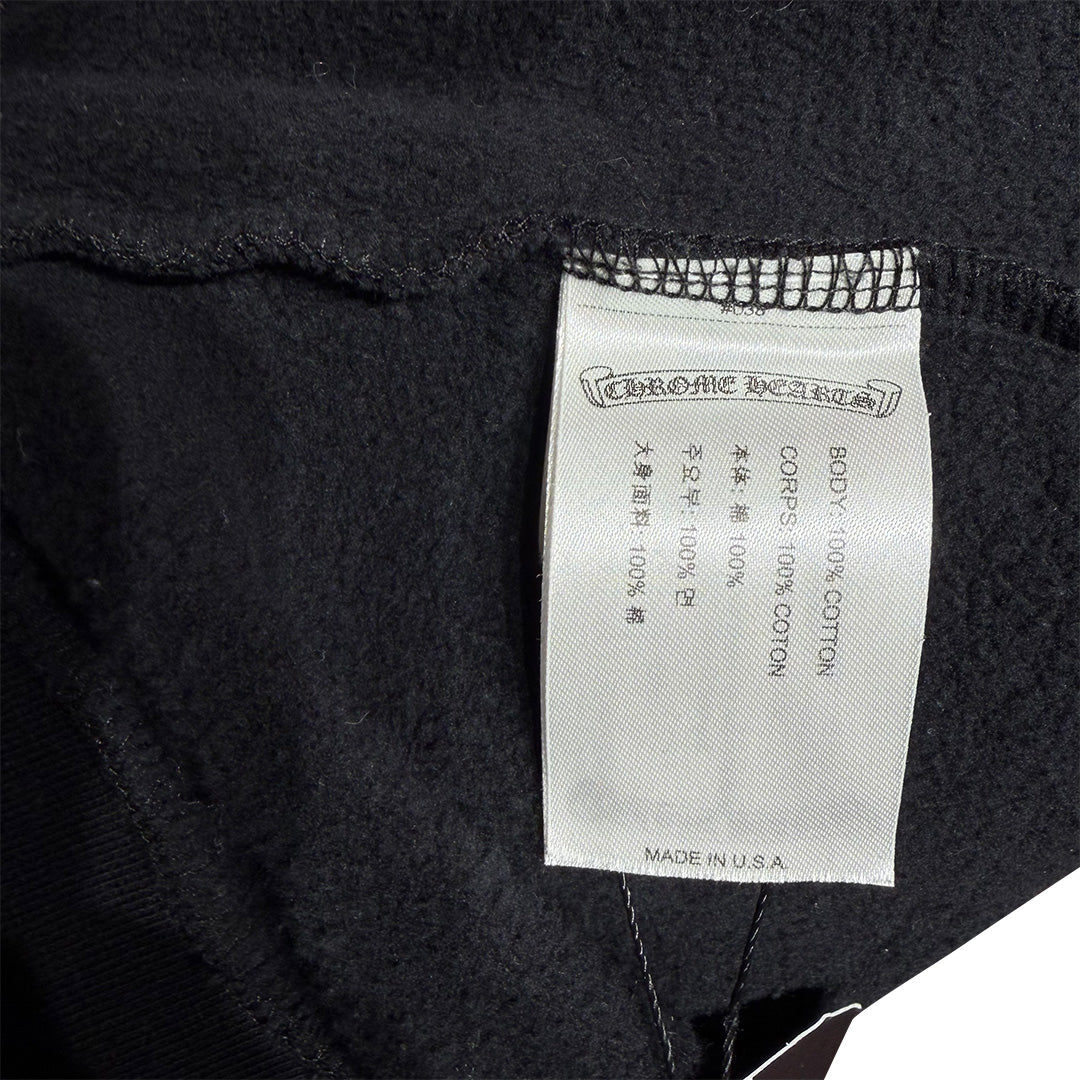 #038
CHROME HEARTS
BODY: 100% COTTON
CORPS: 100% COTON
本体: 綿 100%
주요부: 100% 면
大身面料: 100% 棉
MADE IN U.S.A.